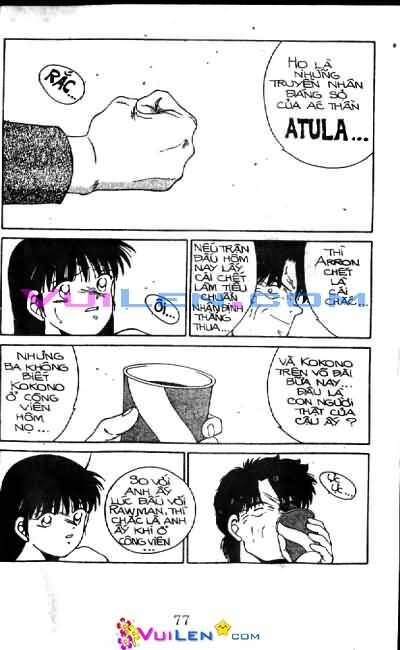 RẮC...
HỌ LÀ
NHỮNG
TRUYỀN NHÂN
ĐÁNG SỢ
CỦA ÁC THẦN
ATULA...
NẾU TRẬN
ĐẤU HÔM
NAY LẤY
CÁI CHẾT
LÀM TIÊU
CHUẨN
NHẬN ĐỊNH
THẮNG
THUA...
THÌ
ARRON
CHẾT
LÀ
CÁI
CHẮC...
ỐI...
VUILEN.COM
NHƯNG
BA KHÔNG
BIẾT
KOKONO
Ở CÔNG
VIÊN
HÔM
NỌ...
VÀ KOKONO
TRÊN VÕ ĐÀI
BỮA NAY...
ĐÂU LÀ
CON NGƯỜI
THẬT CỦA
CẬU ẤY ?
SO VỚI
ANH ẤY
LÚC ĐẤU VỚI
RAWMAN, THÌ
CHẮC LÀ ANH
ẤY KHI Ở
CÔNG VIÊN
...
ỰC
ỰC...
77
VUILEN.COM